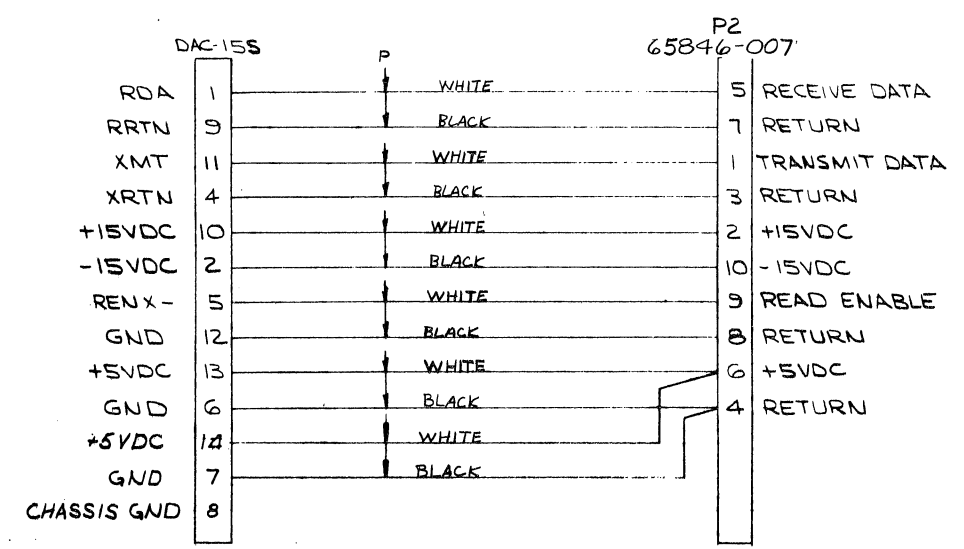 P2
DAC-15S P 65846-007
RDA 1 WHITE 5 RECEIVE DATA
RRTN 9 BLACK 7 RETURN
XMT 11 WHITE 1 TRANSMIT DATA
XRTN 4 BLACK 3 RETURN
+15VDC 10 WHITE 2 +15VDC
-15VDC 2 BLACK 10 -15VDC
RENX- 5 WHITE 9 READ ENABLE
GND 12 BLACK 8 RETURN
+5VDC 13 WHITE 6 +5VDC
GND 6 BLACK 4 RETURN
+5VDC 14 WHITE
GND 7 BLACK
CHASSIS GND 8